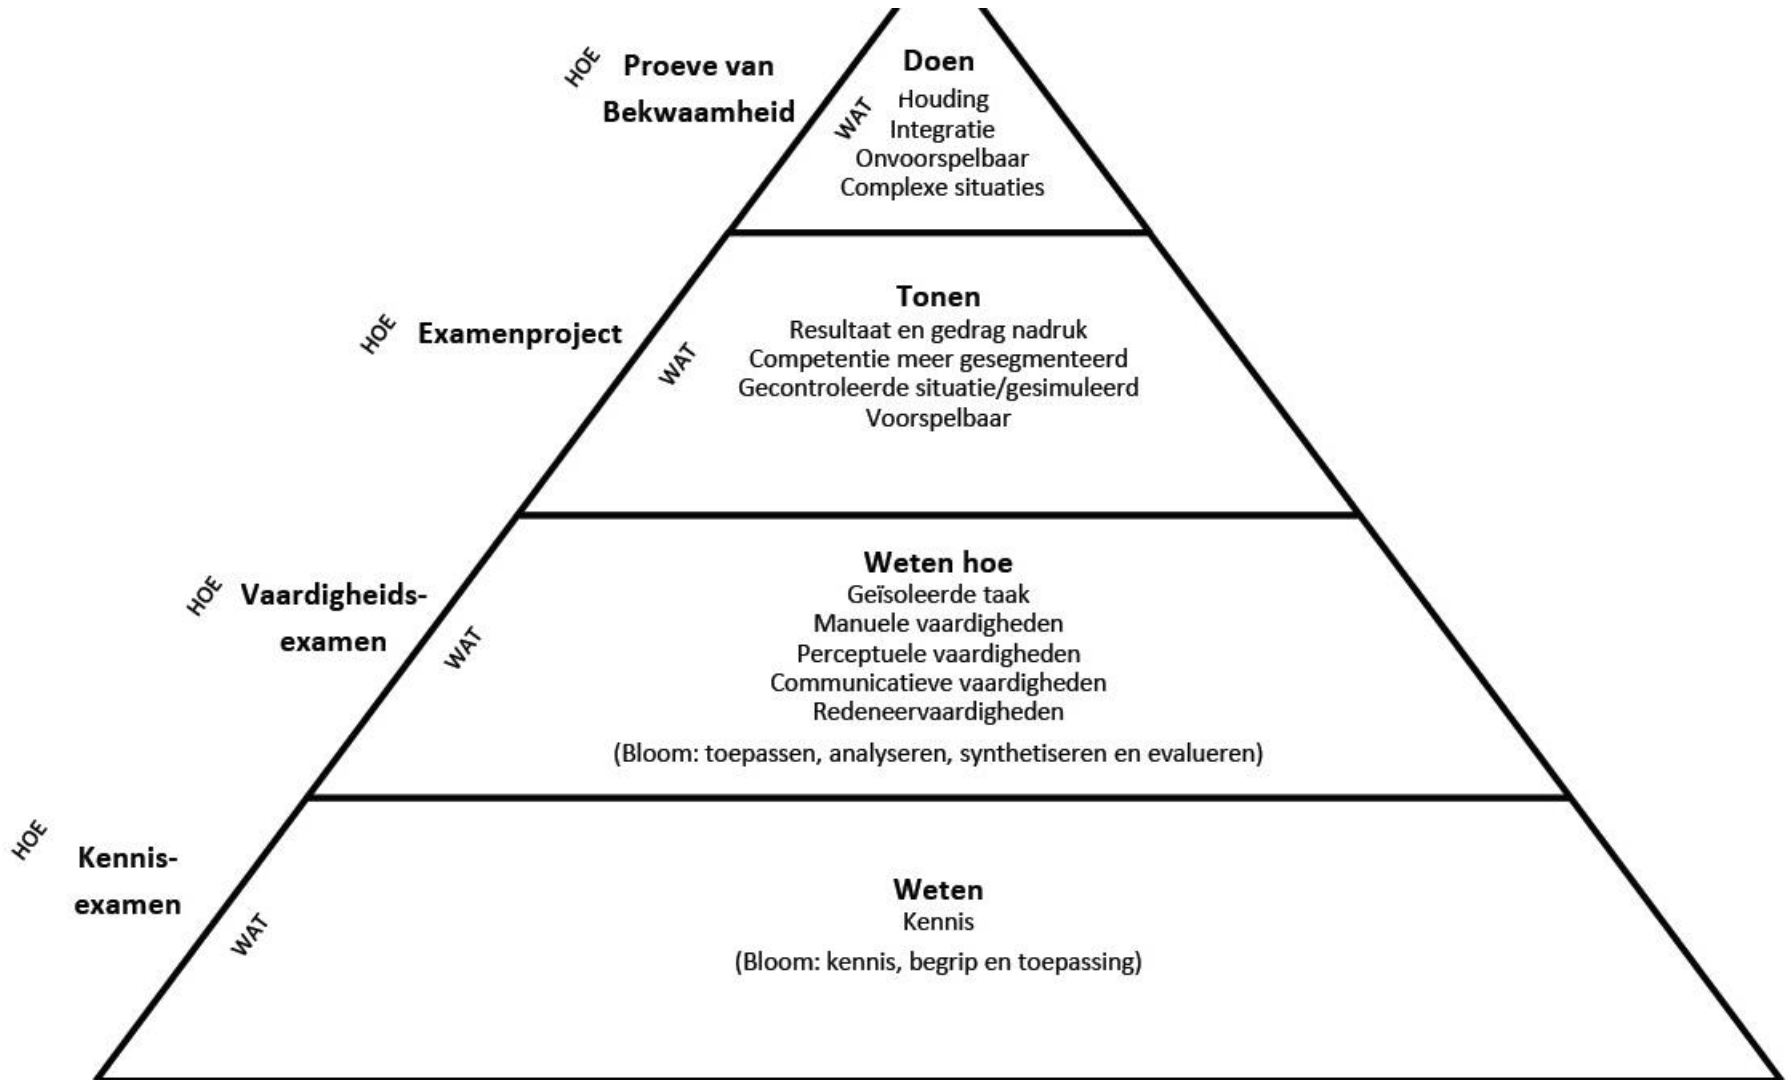 HOE
Proeve van
Bekwaamheid
WAT
Doen
Houding
Integratie
Onvoorspelbaar
Complexe situaties
HOE
Examenproject
WAT
Tonen
Resultaat en gedrag nadruk
Competentie meer gesegmenteerd
Gecontroleerde situatie/gesimuleerd
Voorspelbaar
HOE
Vaardigheids-
examen
WAT
Weten hoe
Geïsoleerde taak
Manuele vaardigheden
Perceptuele vaardigheden
Communicatieve vaardigheden
Redeneervaardigheden
(Bloom: toepassen, analyseren, synthetiseren en evalueren)
HOE
Kennis-
examen
WAT
Weten
Kennis
(Bloom: kennis, begrip en toepassing)